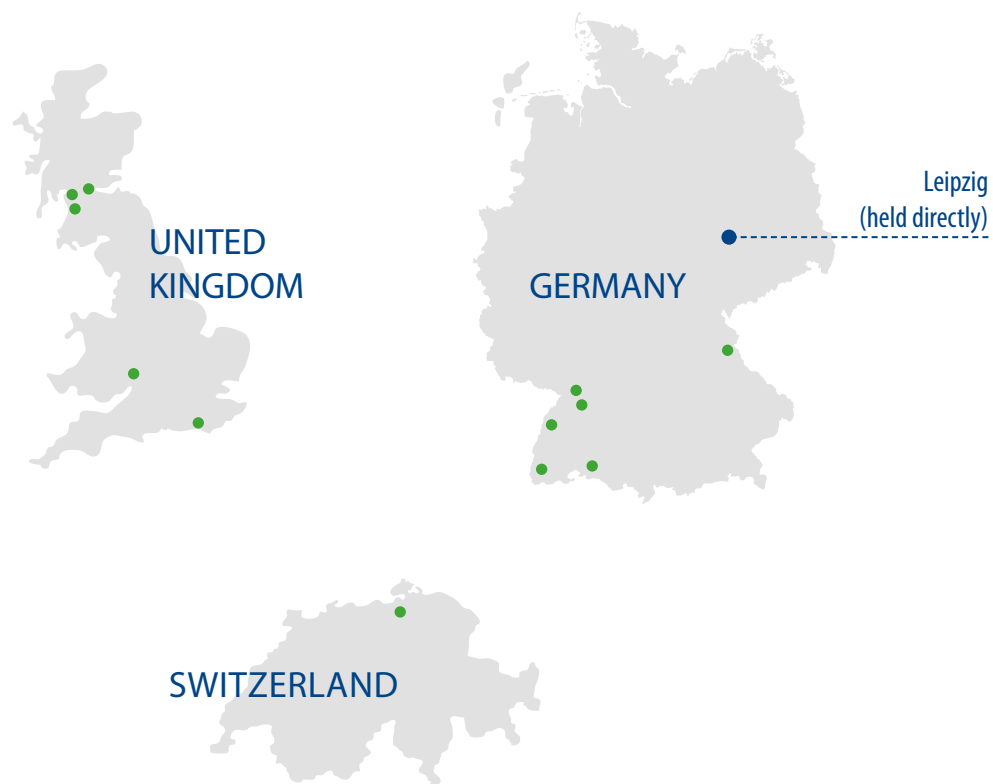 Leipzig
(held directly)
UNITED
KINGDOM
GERMANY
SWITZERLAND